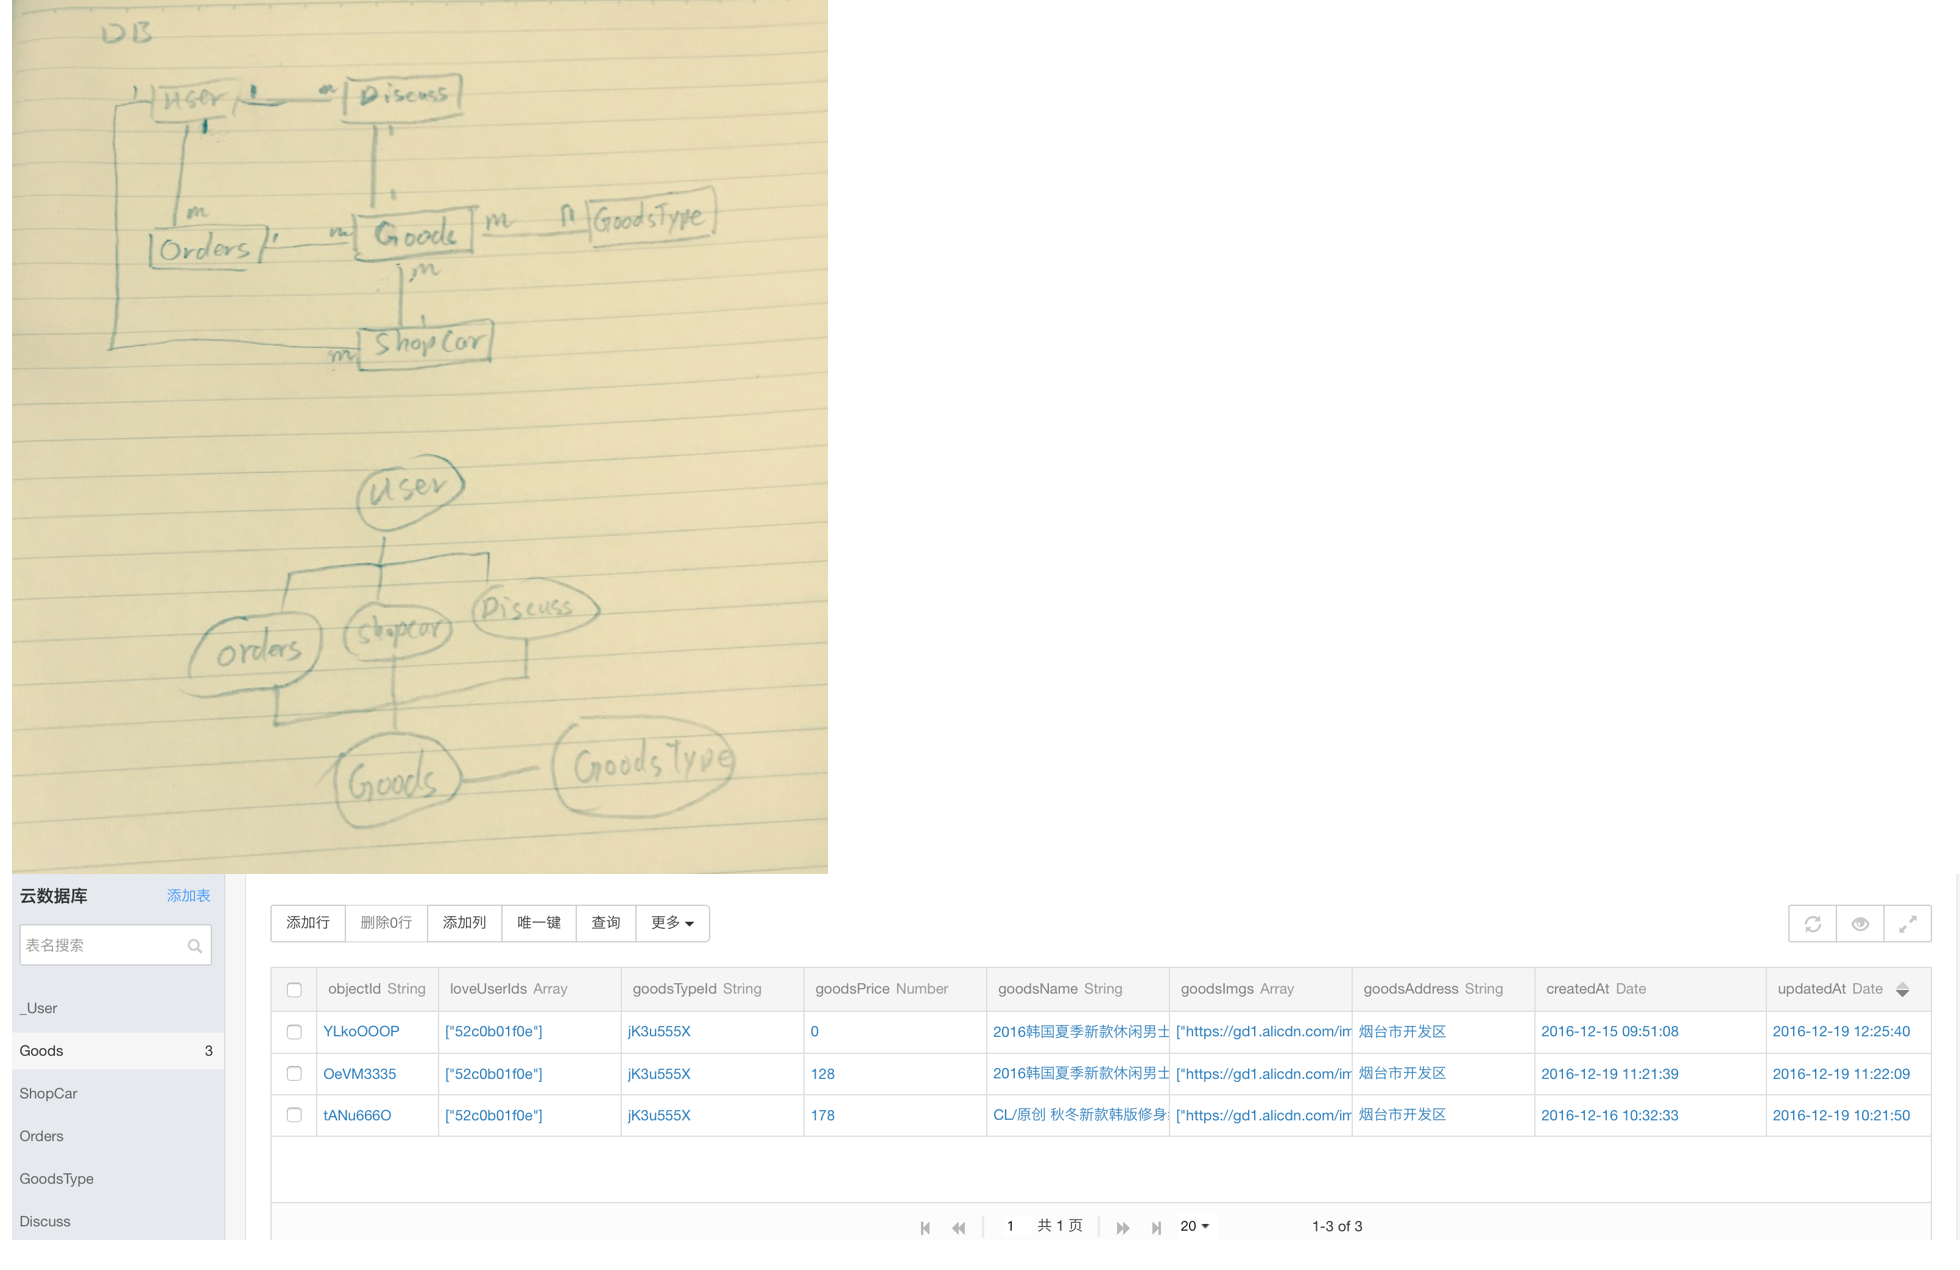 DB
1 User 1 m Discuss
1 1
m 1
Orders 1 m Goods m n GoodsType
m
1
m ShopCar
User
orders shopcar Discuss
Goods GoodsType
云数据库 添加表
表名搜索
_User
Goods 3
ShopCar
Orders
GoodsType
Discuss
添加行 删除0行 添加列 唯一键 查询 更多
objectId String loveUserIds Array goodsTypeId String goodsPrice Number goodsName String goodsImgs Array goodsAddress String createdAt Date updatedAt Date
YLkoOOOP ["52c0b01f0e"] jK3u555X 0 2016韩国夏季新款休闲男士 ["https://gd1.alicdn.com/im 烟台市开发区 2016-12-15 09:51:08 2016-12-19 12:25:40
OeVM3335 ["52c0b01f0e"] jK3u555X 128 2016韩国夏季新款休闲男士 ["https://gd1.alicdn.com/im 烟台市开发区 2016-12-19 11:21:39 2016-12-19 11:22:09
tANu666O ["52c0b01f0e"] jK3u555X 178 CL/原创 秋冬新款韩版修身 ["https://gd1.alicdn.com/im 烟台市开发区 2016-12-16 10:32:33 2016-12-19 10:21:50
1 共 1 页 20 1-3 of 3